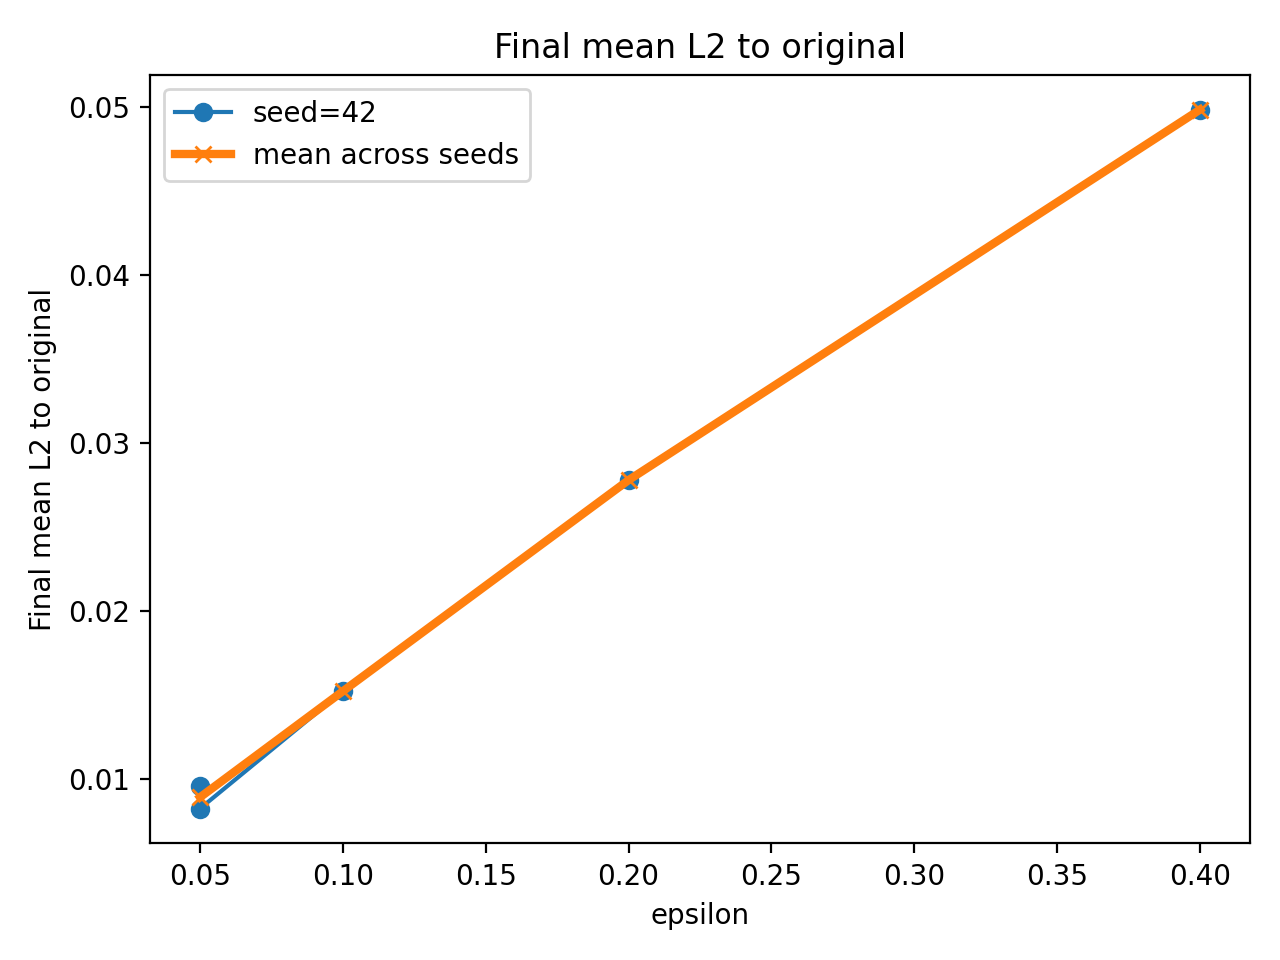 Final mean L2 to original
seed=42
mean across seeds
Final mean L2 to original
0.05
0.04
0.03
0.02
0.01
0.05 0.10 0.15 0.20 0.25 0.30 0.35 0.40
epsilon